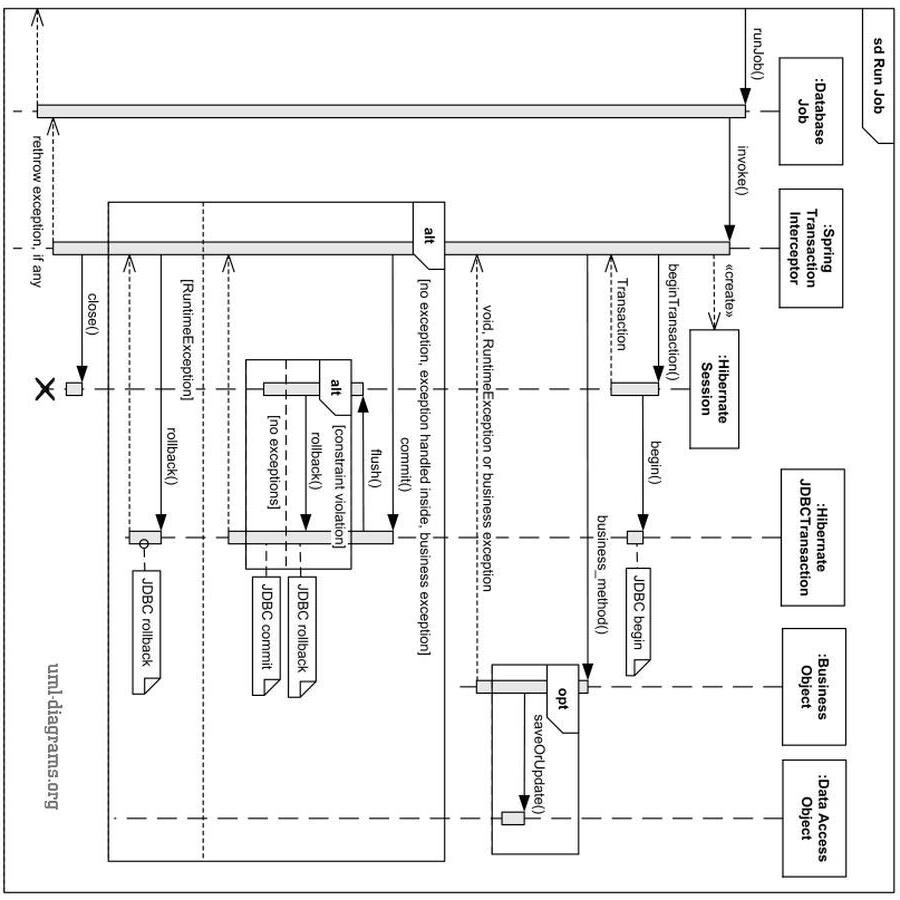 sd Run Job
:Database
Job
:Spring
Transaction
Interceptor
:Hibernate
Session
:Hibernate
JDBCTransaction
:Business
Object
:Data Access
Object
runJob()
invoke()
«create»
beginTransaction()
begin()
JDBC begin
Transaction
business_method()
opt
saveOrUpdate()
void, RuntimeException or business exception
alt
[no exception, exception handled inside, business exception]
commit()
flush()
alt
[constraint violation]
rollback()
JDBC rollback
[no exceptions]
JDBC commit
[RuntimeException]
rollback()
JDBC rollback
close()
rethrow exception, if any
uml-diagrams.org